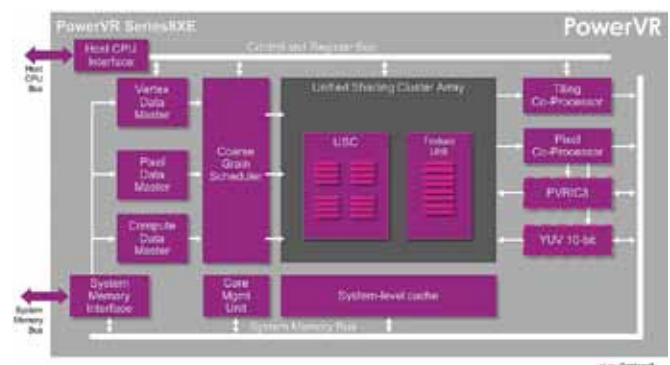 PowerVR Series8XE
PowerVR
Host CPU
Interface
Control and Register Bus
Host
CPU
Bus
Vertex
Data
Master
Pixel
Data
Master
Compute
Data
Master
Coarse
Grain
Scheduler
Unified Shading Cluster Array
USC
Texture
Unit
Tiling
Co-Processor
Pixel
Co-Processor
PVRIC3
YUV 10-bit
System
Memory
Interface
Core
Mgmt
Unit
System-level cache
System
Memory
Bus
System Memory Bus